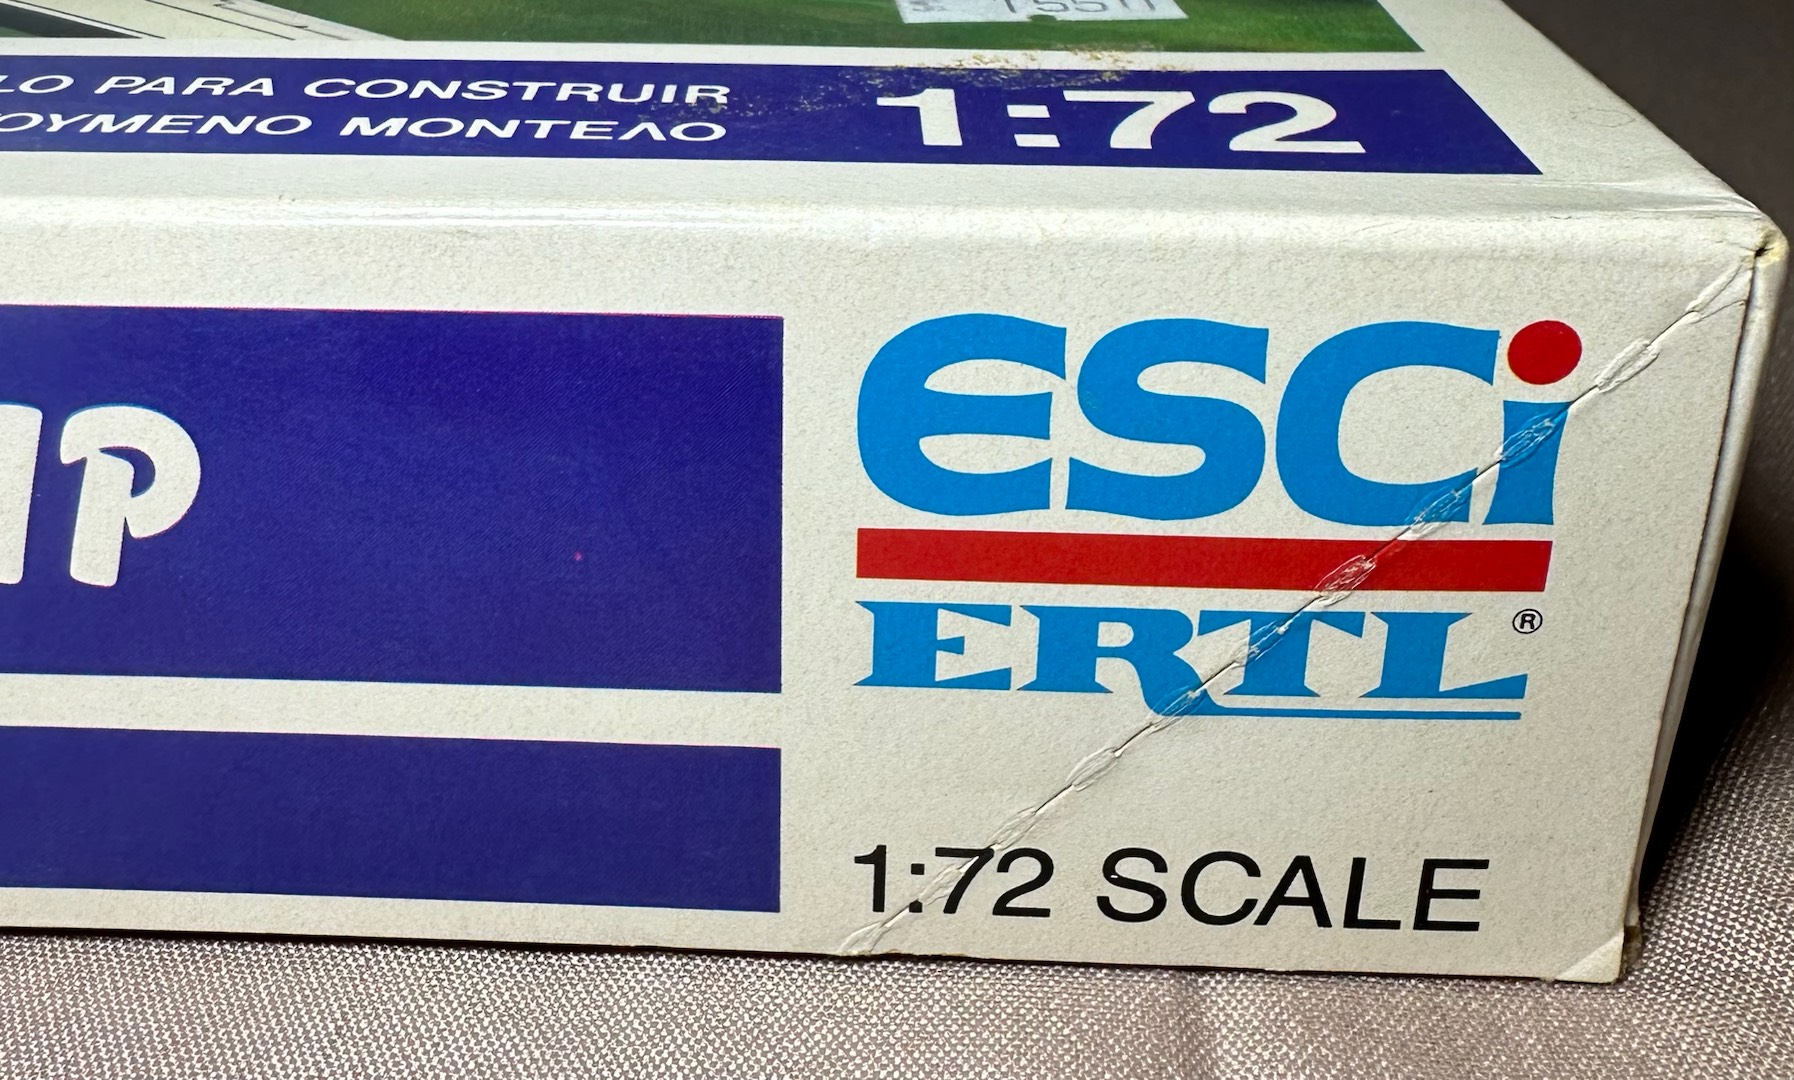 LO PARA CONSTRUIR
ΟΥΜΕΝΟ ΜΟΝΤΕΛΟ
1:72
ESCi
ERTL®
1:72 SCALE